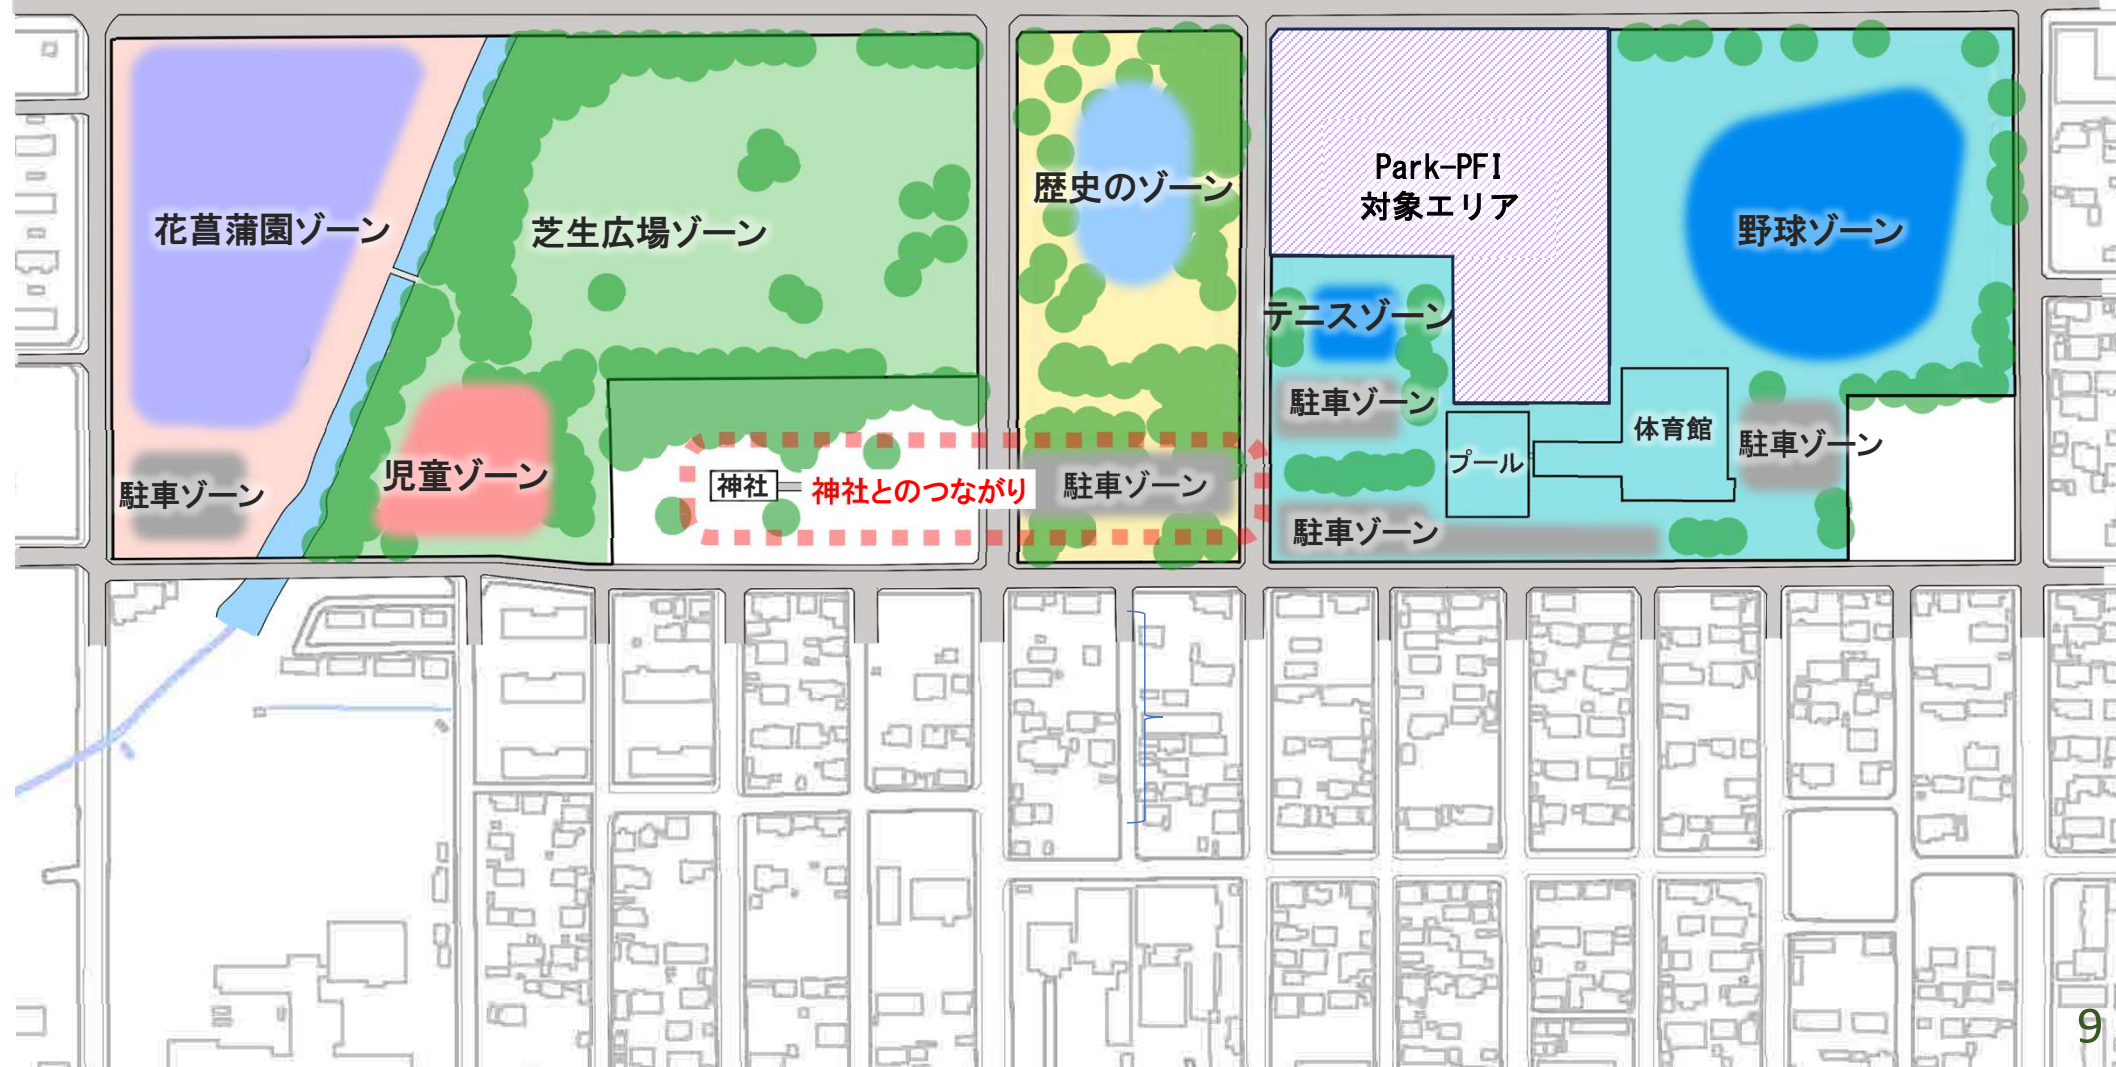 花菖蒲園ゾーン
芝生広場ゾーン
歴史のゾーン
Park-PFI
対象エリア
野球ゾーン
テニスゾーン
駐車ゾーン
体育館
駐車ゾーン
プール
児童ゾーン
駐車ゾーン
神社
神社とのつながり
駐車ゾーン
駐車ゾーン
9